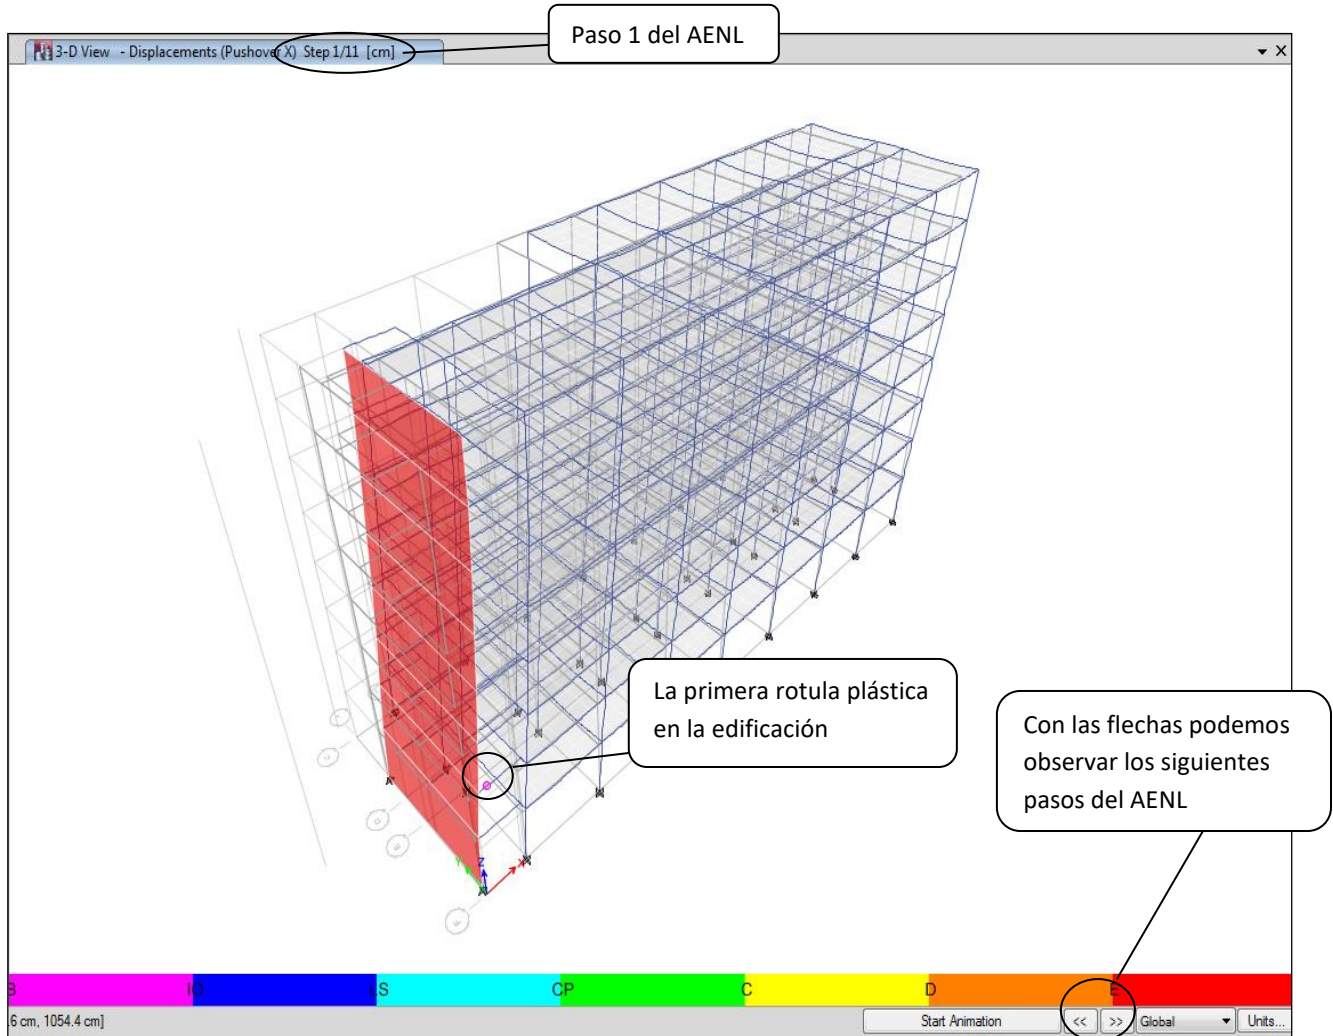 Paso 1 del AENL
3-D View - Displacements (Pushover X) Step 1/11 [cm]
La primera rotula plástica
en la edificación
Con las flechas podemos
observar los siguientes
pasos del AENL
Y Z X
B IO LS CP C D E
6 cm, 1054.4 cm]
Start Animation << >> Global Units...